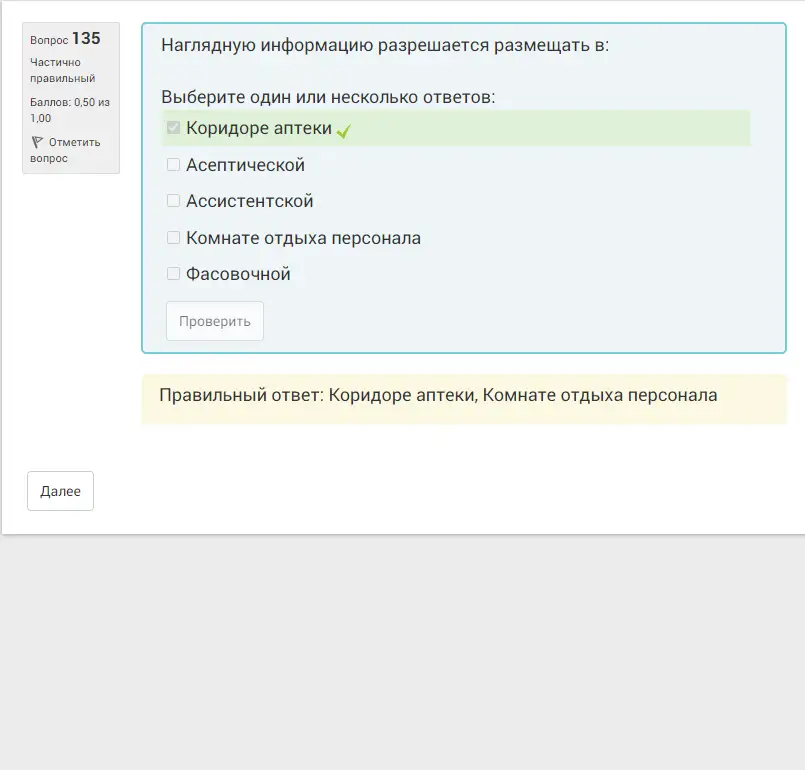 Вопрос 135
Частично
правильный
Баллов: 0,50 из
1,00
Отметить
вопрос
Наглядную информацию разрешается размещать в:
Выберите один или несколько ответов:
Коридоре аптеки
Асептической
Ассистентской
Комнате отдыха персонала
Фасовочной
Проверить
Правильный ответ: Коридоре аптеки, Комнате отдыха персонала
Далее